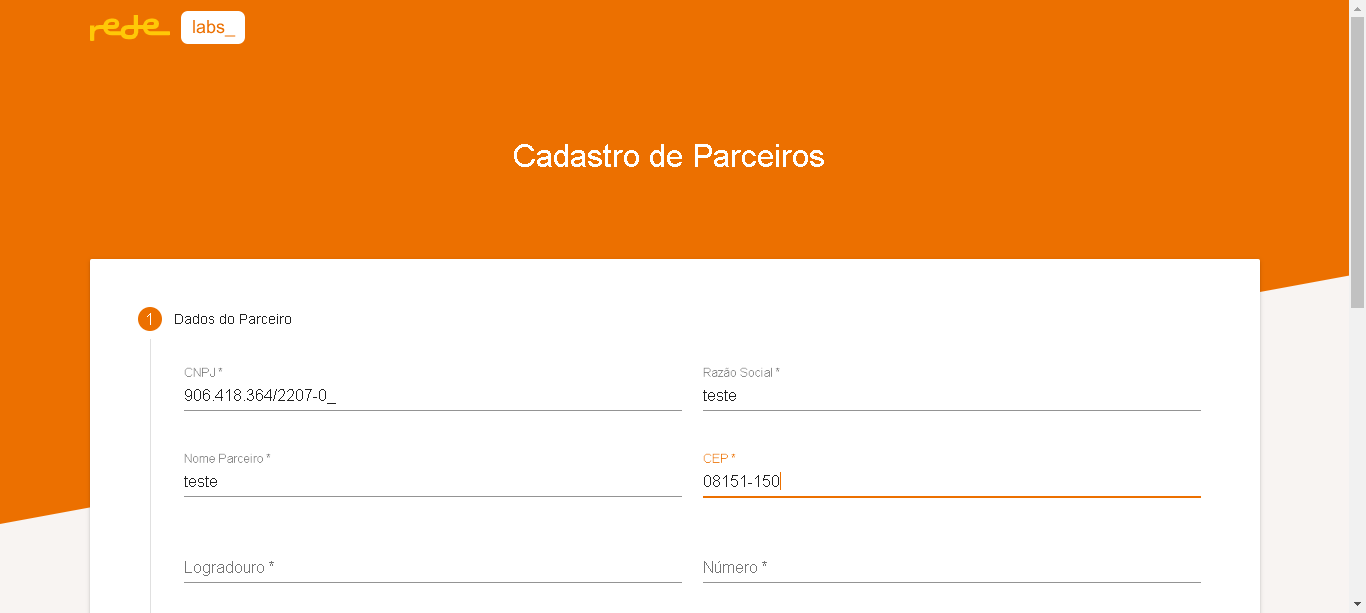 rede labs_
Cadastro de Parceiros
1 Dados do Parceiro
CNPJ * Razão Social *
906.418.364/2207-0_ teste
Nome Parceiro * CEP *
teste 08151-150
Logradouro * Número *